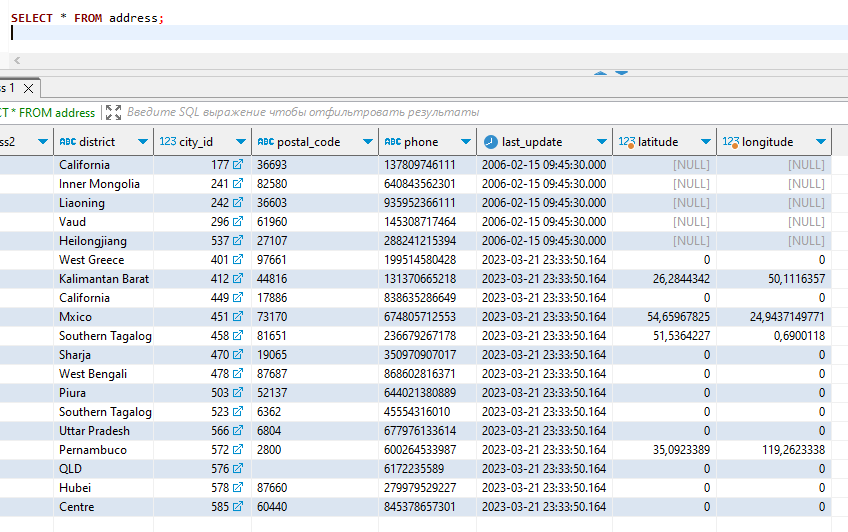 SELECT * FROM address;
ss 1
CT * FROM address Введите SQL выражение чтобы отфильтровать результаты
ss2 ABC district 123 city_id ABC postal_code ABC phone last_update 123 latitude 123 longitude
California 177 36693 137809746111 2006-02-15 09:45:30.000 [NULL] [NULL]
Inner Mongolia 241 82580 640843562301 2006-02-15 09:45:30.000 [NULL] [NULL]
Liaoning 242 36603 935952366111 2006-02-15 09:45:30.000 [NULL] [NULL]
Vaud 296 61960 145308717464 2006-02-15 09:45:30.000 [NULL] [NULL]
Heilongjiang 537 27107 288241215394 2006-02-15 09:45:30.000 [NULL] [NULL]
West Greece 401 97661 199514580428 2023-03-21 23:33:50.164 0 0
Kalimantan Barat 412 44816 131370665218 2023-03-21 23:33:50.164 26,2844342 50,1116357
California 449 17886 838635286649 2023-03-21 23:33:50.164 0 0
Mxico 451 73170 674805712553 2023-03-21 23:33:50.164 54,65967825 24,9437149771
Southern Tagalog 458 81651 236679267178 2023-03-21 23:33:50.164 51,5364227 0,6900118
Sharja 470 19065 350970907017 2023-03-21 23:33:50.164 0 0
West Bengali 478 87687 868602816371 2023-03-21 23:33:50.164 0 0
Piura 503 52137 644021380889 2023-03-21 23:33:50.164 0 0
Southern Tagalog 523 6362 45554316010 2023-03-21 23:33:50.164 0 0
Uttar Pradesh 566 6804 677976133614 2023-03-21 23:33:50.164 0 0
Pernambuco 572 2800 600264533987 2023-03-21 23:33:50.164 35,0923389 119,2623338
QLD 576 6172235589 2023-03-21 23:33:50.164 0 0
Hubei 578 87660 279979529227 2023-03-21 23:33:50.164 0 0
Centre 585 60440 845378657301 2023-03-21 23:33:50.164 0 0